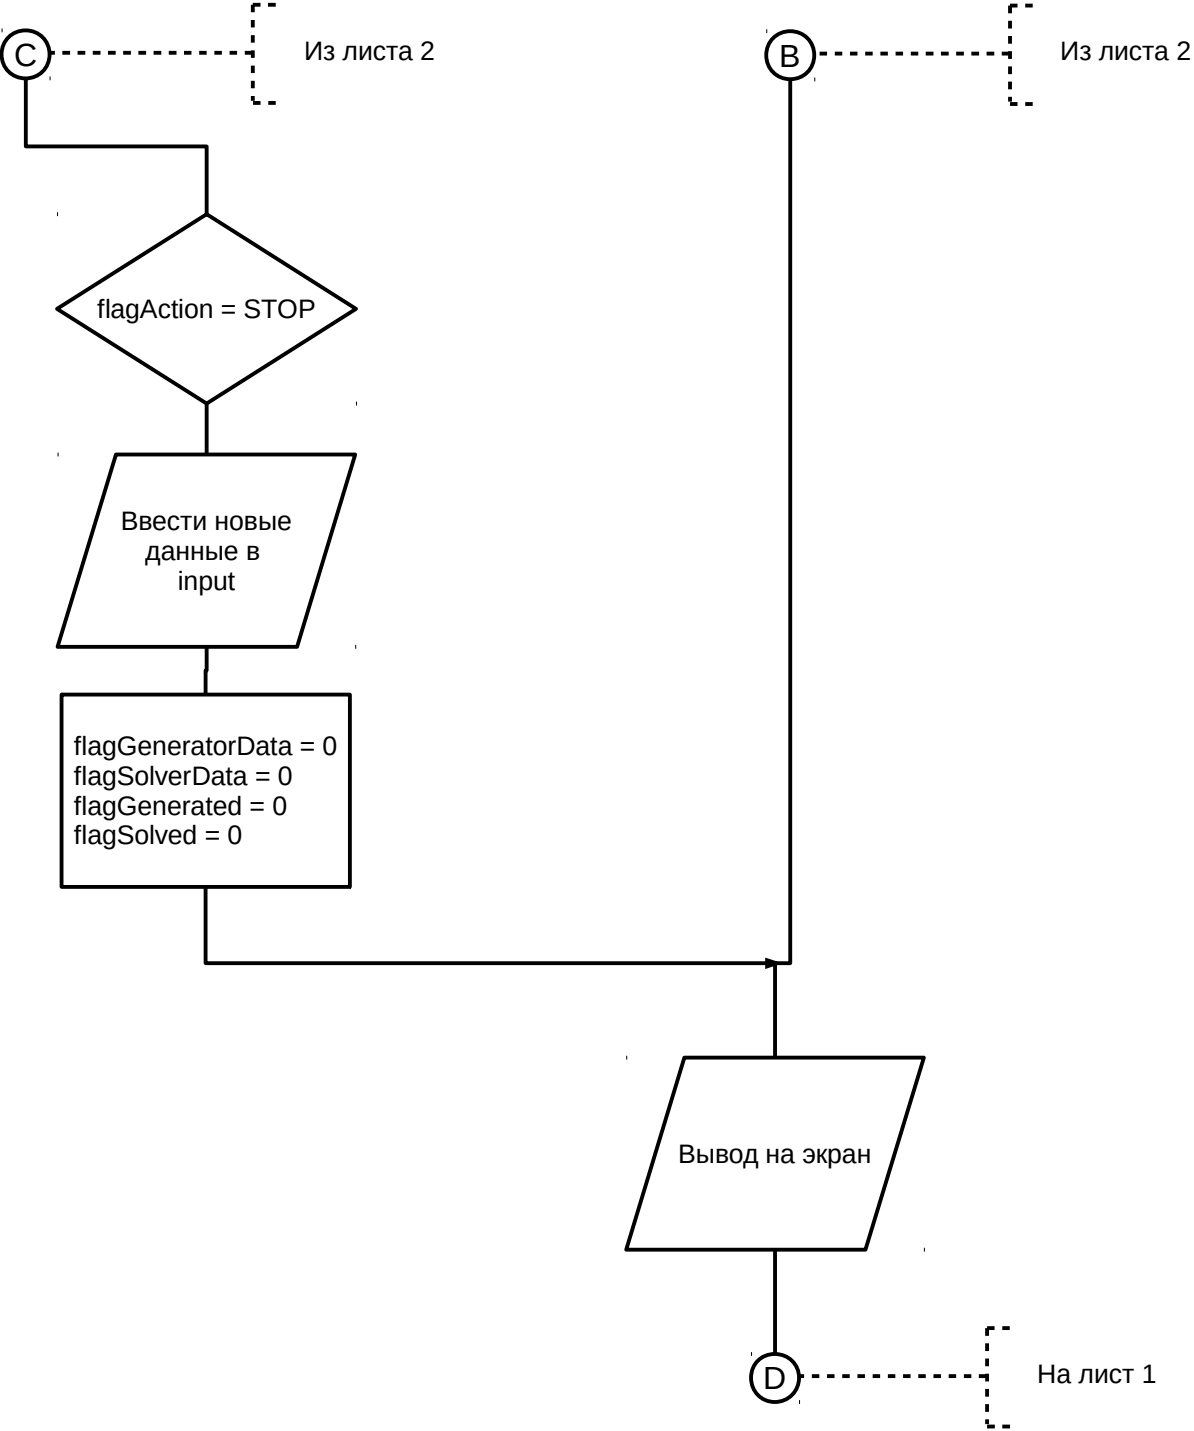 C
Из листа 2
B
Из листа 2
flagAction = STOP
Ввести новые
данные в
input
flagGeneratorData = 0
flagSolverData = 0
flagGenerated = 0
flagSolved = 0
Вывод на экран
D
На лист 1